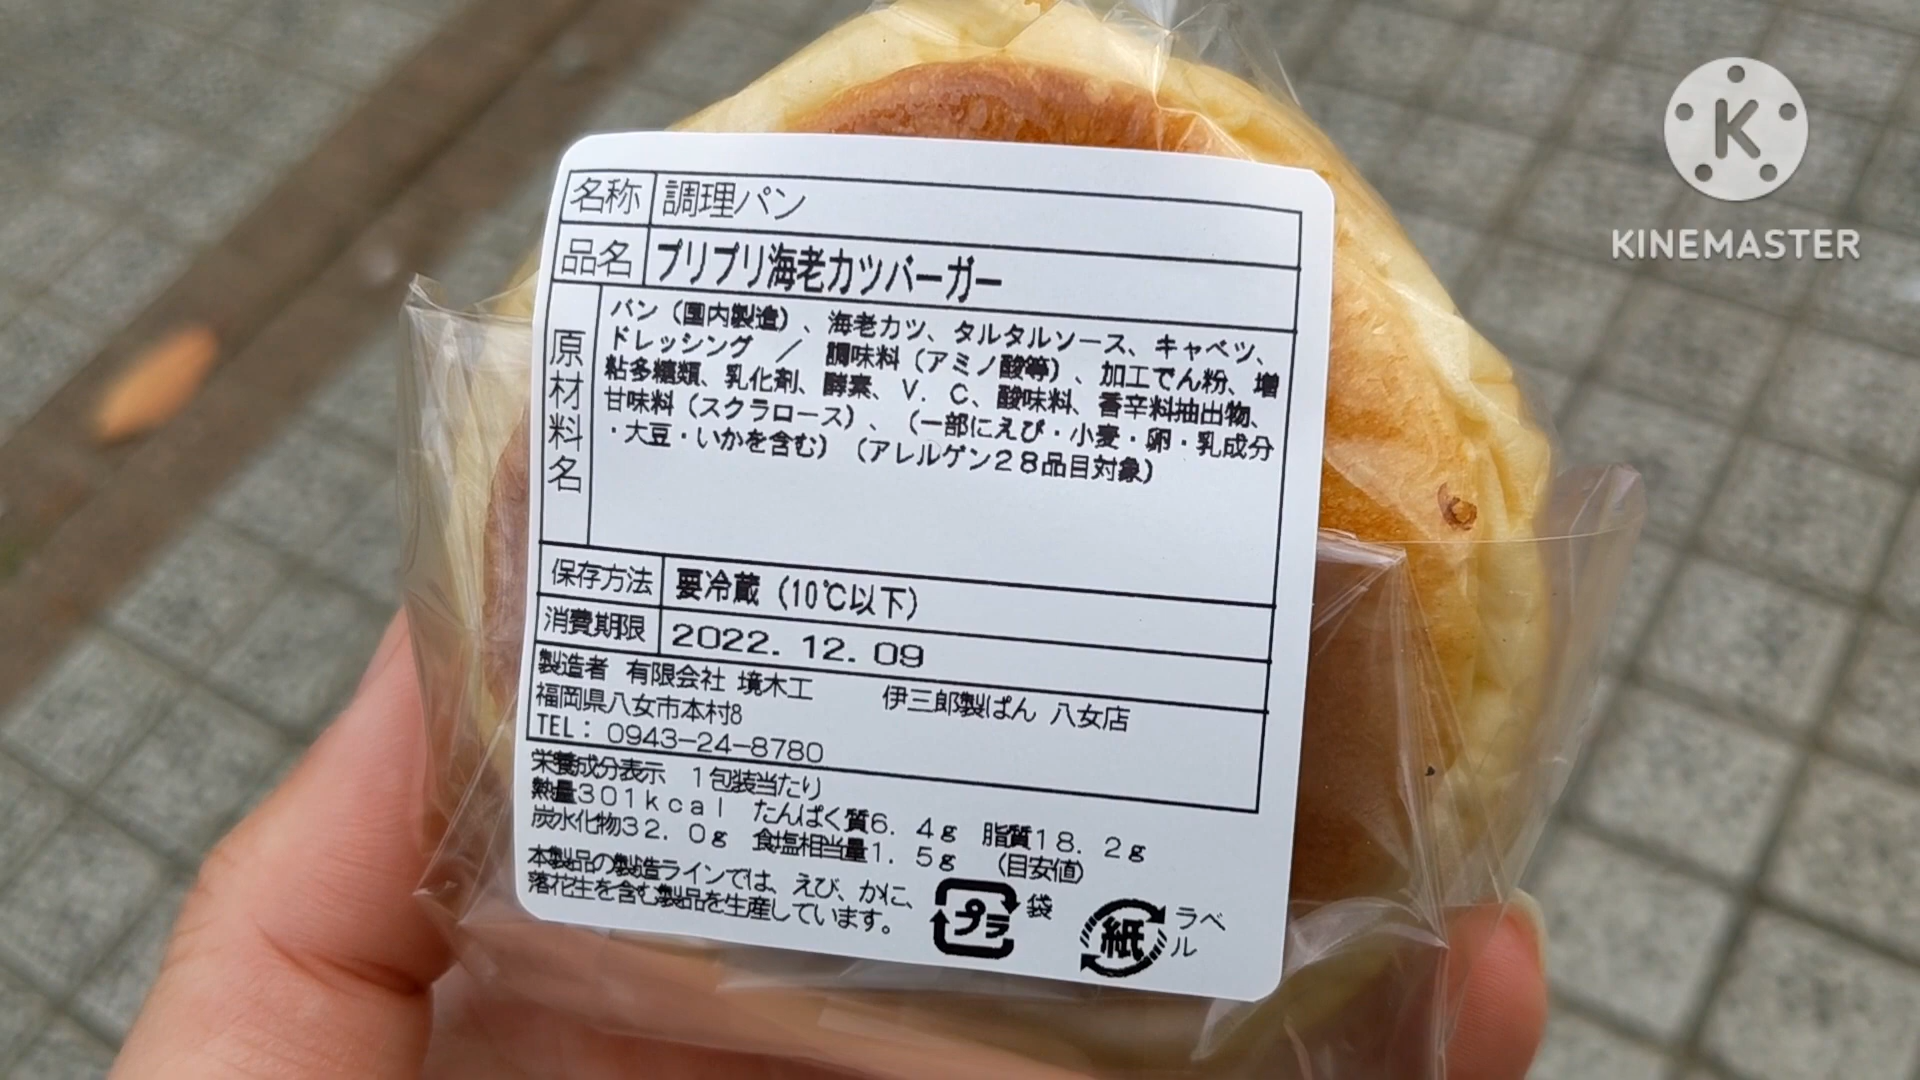 名称 調理パン
品名 プリプリ海老カツバーガー
原材料名
パン（国内製造）、海老カツ、タルタルソース、キャベツ、
ドレッシング ／ 調味料（アミノ酸等）、加工でん粉、増
粘多糖類、乳化剤、酵素、V．C、酸味料、香辛料抽出物、
甘味料（スクラロース）、（一部にえび・小麦・卵・乳成分
・大豆・いかを含む）（アレルゲン28品目対象）
保存方法 要冷蔵（10℃以下）
消費期限 2022. 12. 09
製造者 有限会社 境木工 伊三郎製ぱん 八女店
福岡県八女市本村8
TEL: 0943-24-8780
栄養成分表示 1包装当たり
熱量301kcal たんぱく質6.4g 脂質18.2g
炭水化物32.0g 食塩相当量1.5g （目安値）
本製品の製造ラインでは、えび、かに、
落花生を含む製品を生産しています。
プラ 袋
紙 ラベル
K
KINEMASTER